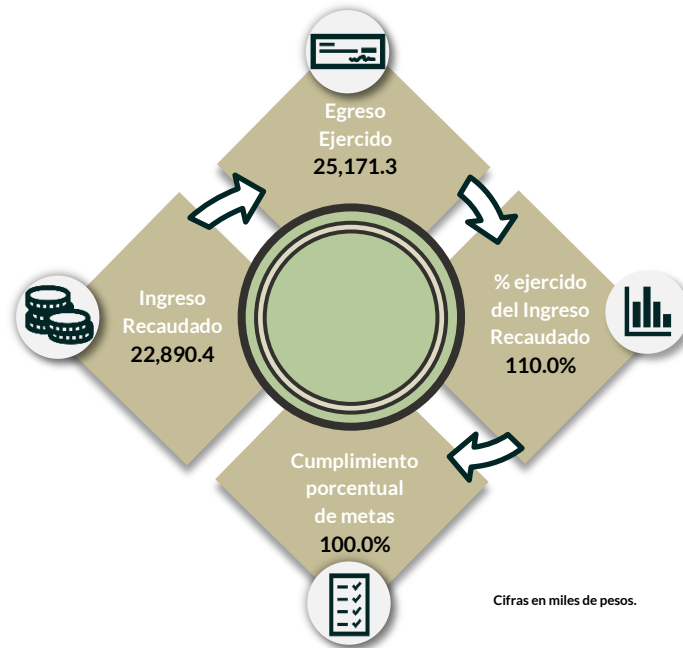 Egreso
Ejercido
25,171.3
Ingreso
Recaudado
22,890.4
% ejercido
del Ingreso
Recaudado
110.0%
Cumplimiento
porcentual
de metas
100.0%
Cifras en miles de pesos.